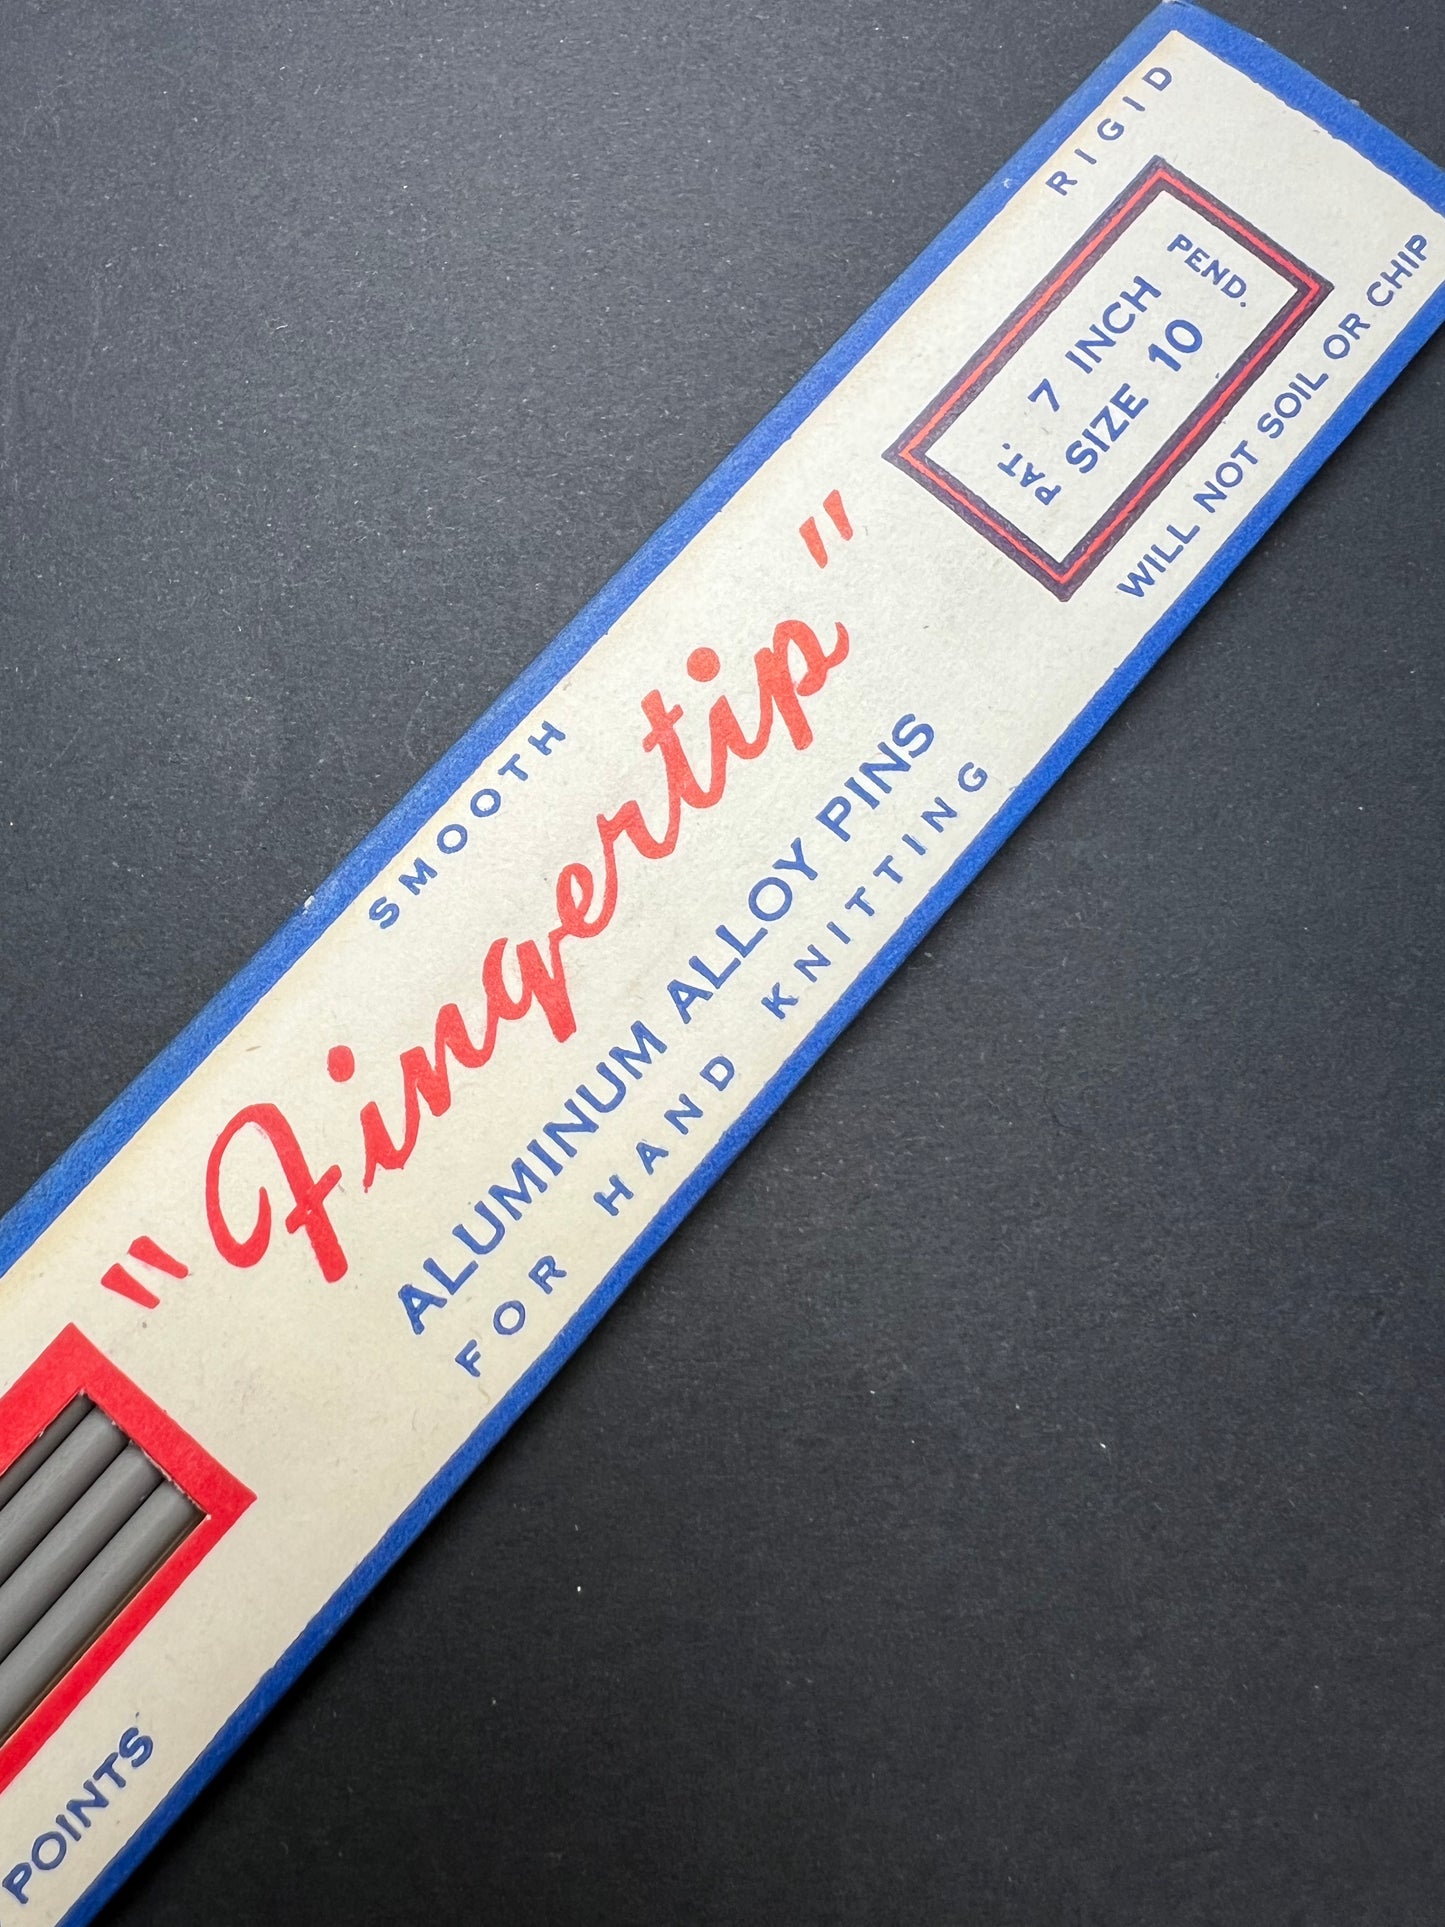 SMOOTH
RIGID
"Fingertip"
ALUMINUM ALLOY PINS
FOR HAND KNITTING
PAT. PEND.
7 INCH
SIZE 10
WILL NOT SOIL OR CHIP
POINTS